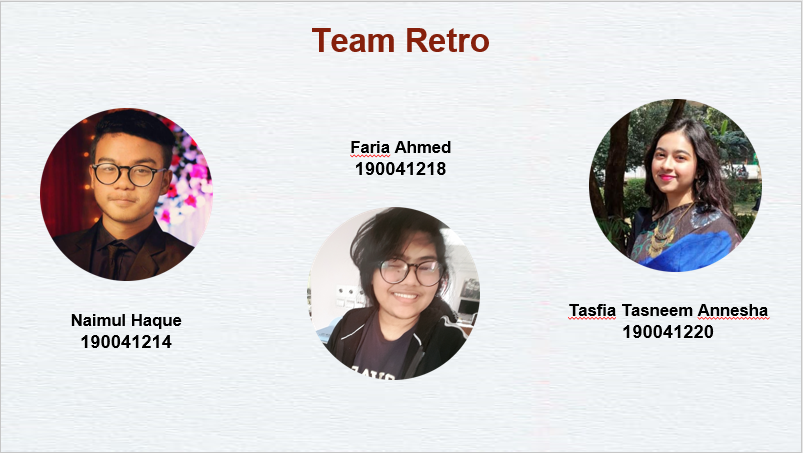 Team Retro
Faria Ahmed
190041218
Naimul Haque
190041214
Tasfia Tasneem Annesha
190041220